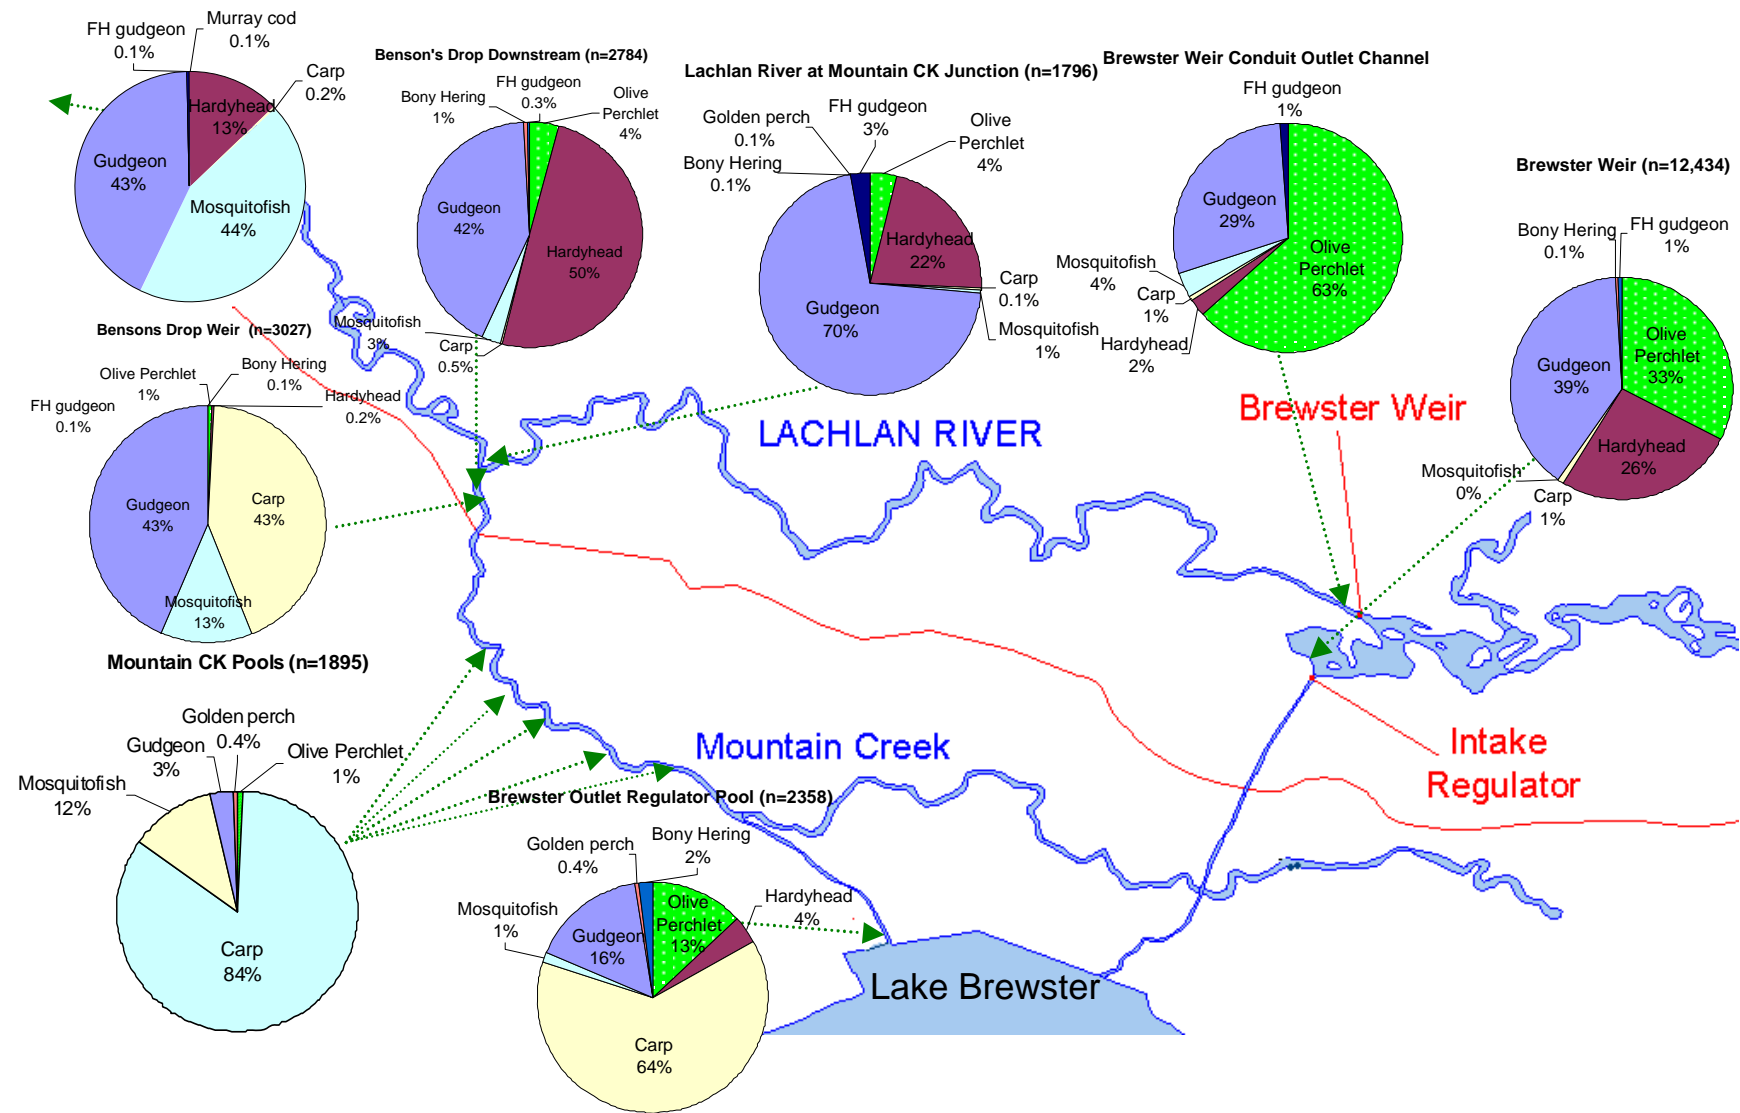 FH gudgeon
0.1%
Murray cod
0.1%
Carp
0.2%
Hardyhead
13%
Gudgeon
43%
Mosquitofish
44%
Benson's Drop Downstream (n=2784)
Bony Hering
1%
FH gudgeon
0.3%
Olive
Perchlet
4%
Gudgeon
42%
Hardyhead
50%
Mosquitofish
3%
Carp
0.5%
Lachlan River at Mountain CK Junction (n=1796)
Golden perch
0.1%
FH gudgeon
3%
Olive
Perchlet
4%
Bony Hering
0.1%
Hardyhead
22%
Carp
0.1%
Gudgeon
70%
Mosquitofish
1%
Brewster Weir Conduit Outlet Channel
FH gudgeon
1%
Gudgeon
29%
Olive
Perchlet
63%
Mosquitofish
4%
Carp
1%
Hardyhead
2%
Brewster Weir (n=12,434)
Bony Hering
0.1%
FH gudgeon
1%
Olive
Perchlet
33%
Gudgeon
39%
Hardyhead
26%
Mosquitofish
0%
Carp
1%
Bensons Drop Weir (n=3027)
Olive Perchlet
1%
Bony Hering
0.1%
FH gudgeon
0.1%
Hardyhead
0.2%
Gudgeon
43%
Carp
43%
Mosquitofish
13%
LACHLAN RIVER
Brewster Weir
Mountain CK Pools (n=1895)
Golden perch
0.4%
Gudgeon
3%
Olive Perchlet
1%
Mosquitofish
12%
Carp
84%
Mountain Creek
Intake
Regulator
Brewster Outlet Regulator Pool (n=2358)
Golden perch
0.4%
Bony Hering
2%
Olive
Perchlet
13%
Hardyhead
4%
Mosquitofish
1%
Gudgeon
16%
Carp
64%
Lake Brewster